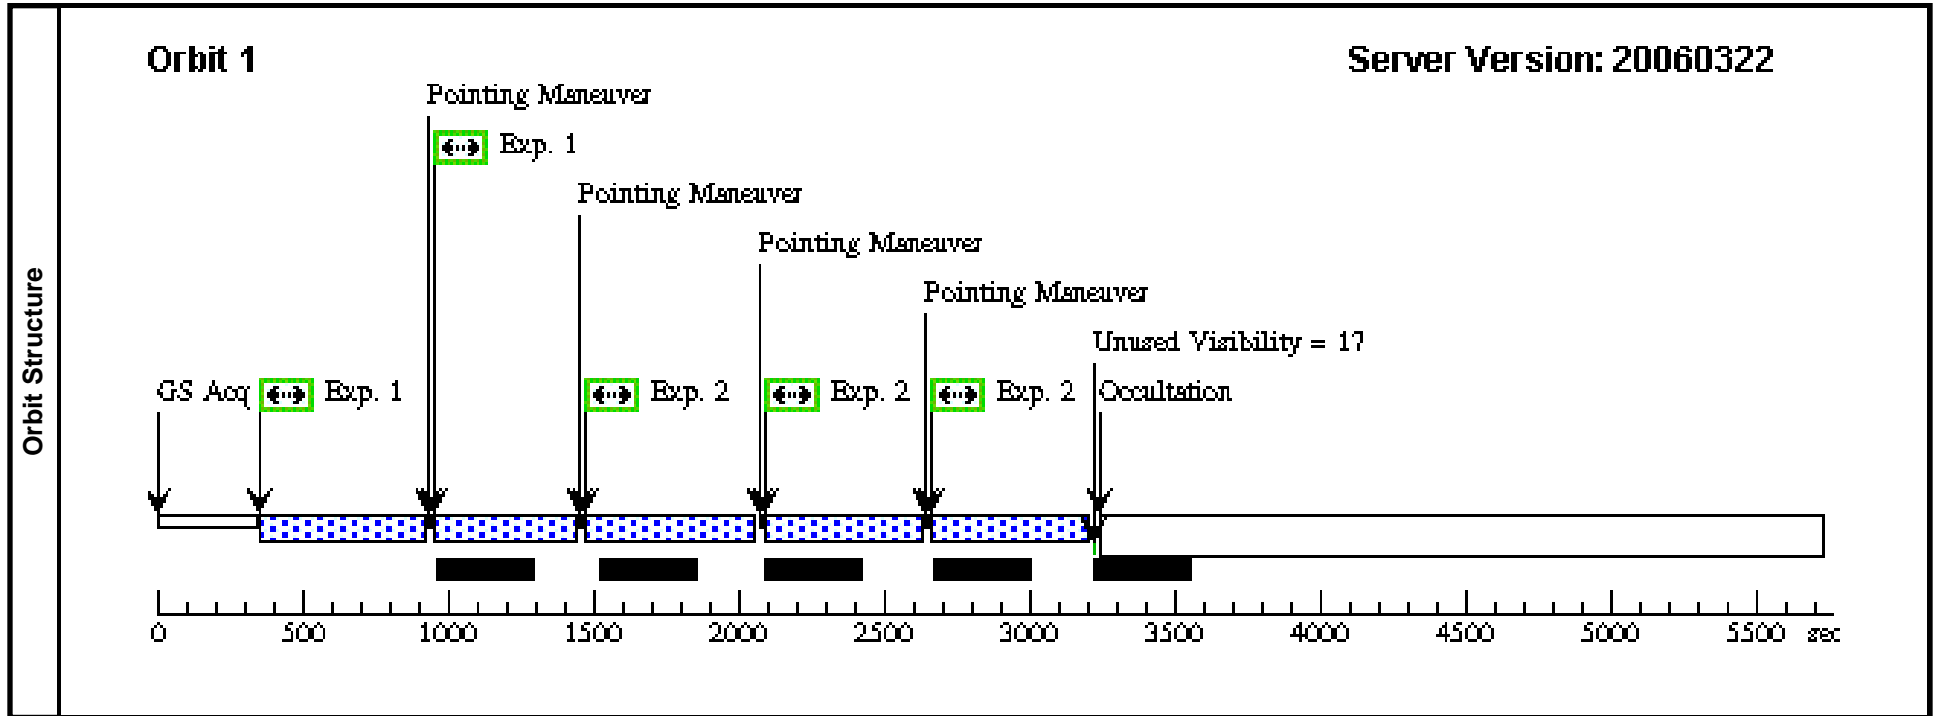 Orbit Structure
Orbit 1
Server Version: 20060322
Pointing Maneuver
Exp. 1
Pointing Maneuver
Pointing Maneuver
Pointing Maneuver
Unused Visibility = 17
GS Acq
Exp. 1
Exp. 2
Exp. 2
Exp. 2
Occultation
0 500 1000 1500 2000 2500 3000 3500 4000 4500 5000 5500 sec